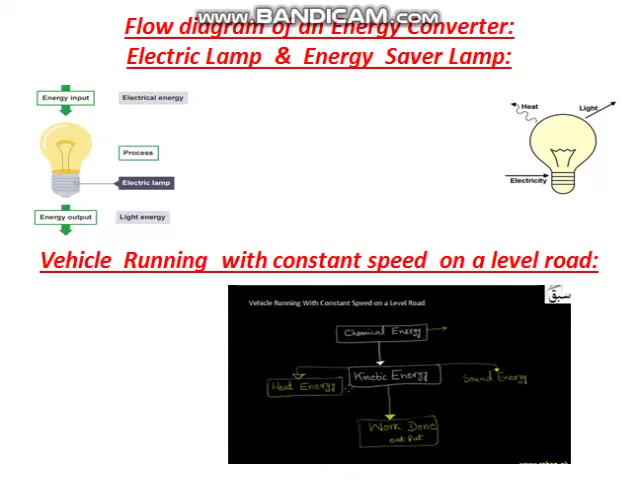 www.BANDICAM.com
Flow diagram of an Energy Converter:
Electric Lamp & Energy Saver Lamp:
Energy input
Electrical energy
Process
Electric lamp
Energy output
Light energy
Heat
Light
Electricity
Vehicle Running with constant speed on a level road:
سبق
Vehicle Running With Constant Speed on a Level Road
Chemical Energy
Heat Energy
Kinetic Energy
Sound Energy
Work Done
out put